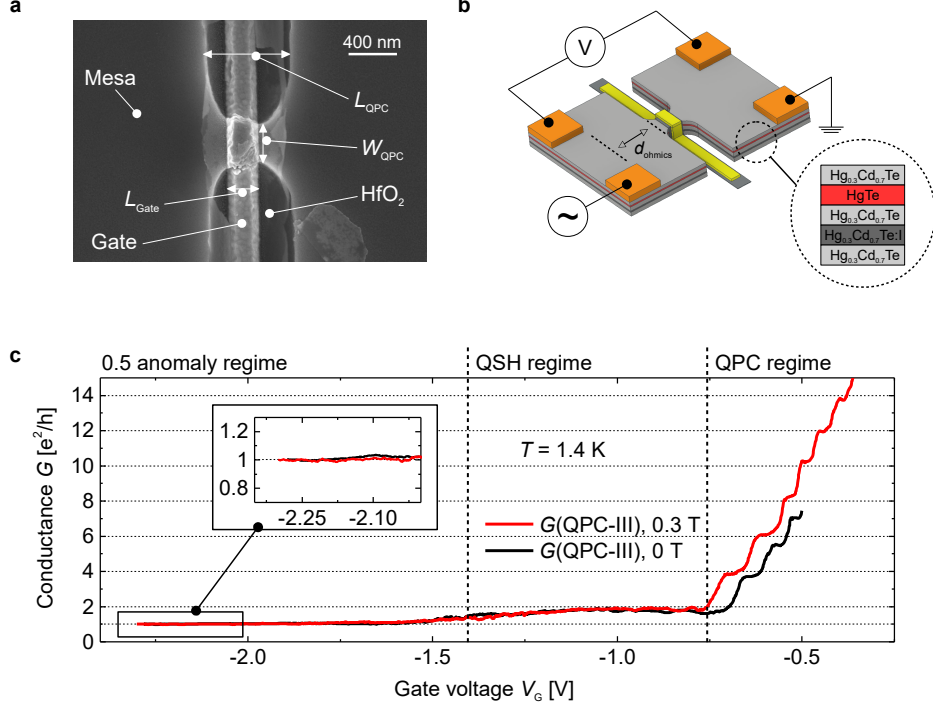 a
400 nm
Mesa
L_QPC
W_QPC
L_Gate
HfO₂
Gate
b
V
d_ohmics
~
Hg₀.₃Cd₀.₇Te
HgTe
Hg₀.₃Cd₀.₇Te
Hg₀.₃Cd₀.₇Te:I
Hg₀.₃Cd₀.₇Te
c
0.5 anomaly regime
QSH regime
QPC regime
Conductance G [e²/h]
14
12
10
8
6
4
2
1
0
1.2
1
0.8
-2.25 -2.10
T = 1.4 K
G(QPC-III), 0.3 T
G(QPC-III), 0 T
-2.0 -1.5 -1.0 -0.5
Gate voltage V_G [V]